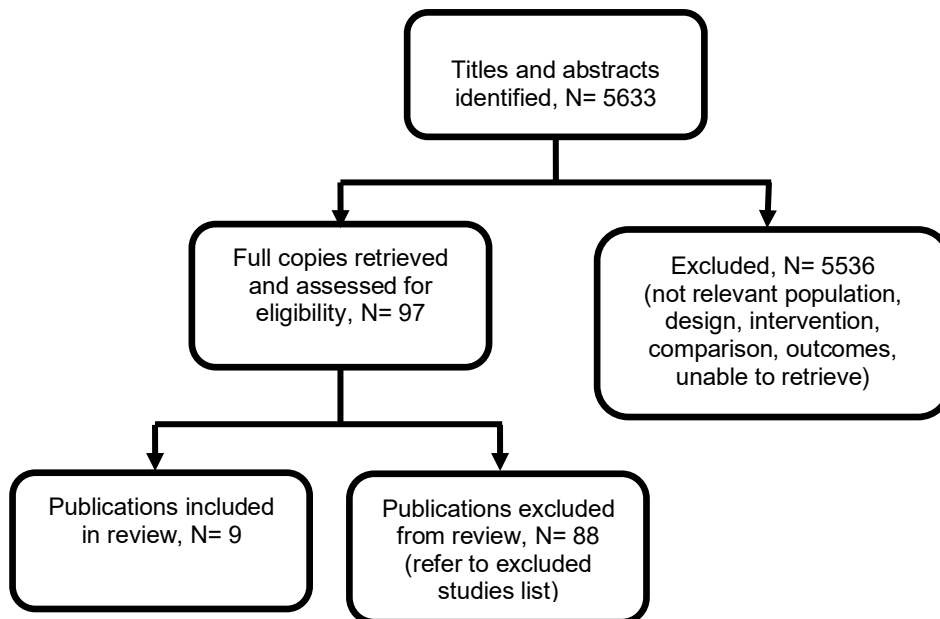 Titles and abstracts
identified, N= 5633
Full copies retrieved
and assessed for
eligibility, N= 97
Excluded, N= 5536
(not relevant population,
design, intervention,
comparison, outcomes,
unable to retrieve)
Publications included
in review, N= 9
Publications excluded
from review, N= 88
(refer to excluded
studies list)